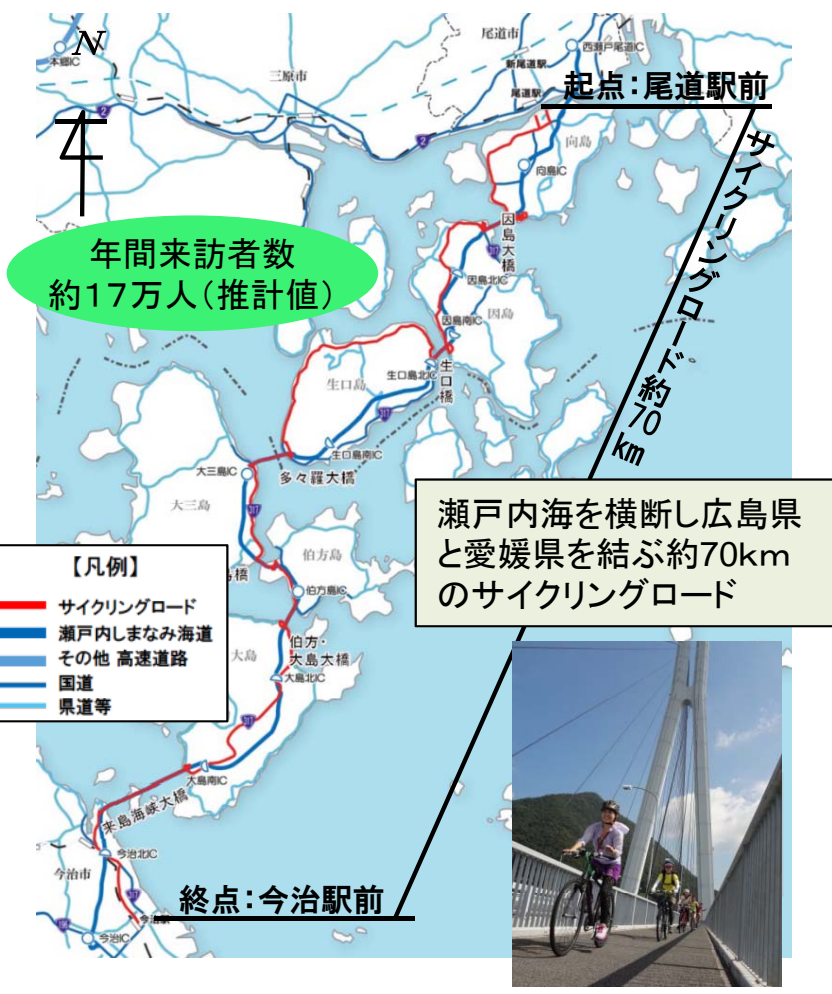 N
本郷IC
三原市
尾道市
西瀬戸尾道IC
新尾道駅
尾道駅
起点：尾道駅前
2
2
向島
向島IC
サイクリングロード約70km
年間来訪者数
約17万人（推計値）
因島大橋
317
因島北IC
因島南IC
因島
生口島
生口島北IC
生口橋
317
生口島南IC
多々羅大橋
大三島IC
大三島
317
瀬戸内海を横断し広島県
と愛媛県を結ぶ約70km
のサイクリングロード
伯方島
橋
伯方島IC
【凡例】
サイクリングロード
瀬戸内しまなみ海道
その他 高速道路
国道
県道等
伯方・
大島大橋
大島
大島北IC
317
大島南IC
来島海峡大橋
今治北IC
今治市
317
終点：今治駅前
今治駅
196
今治IC